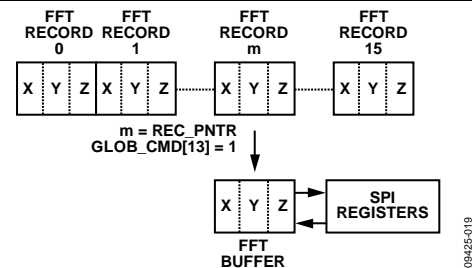 FFT RECORD 0
FFT RECORD 1
FFT RECORD m
FFT RECORD 15
X Y Z X Y Z X Y Z X Y Z
m = REC_PNTR
GLOB_CMD[13] = 1
X Y Z
SPI REGISTERS
FFT BUFFER
09425-019